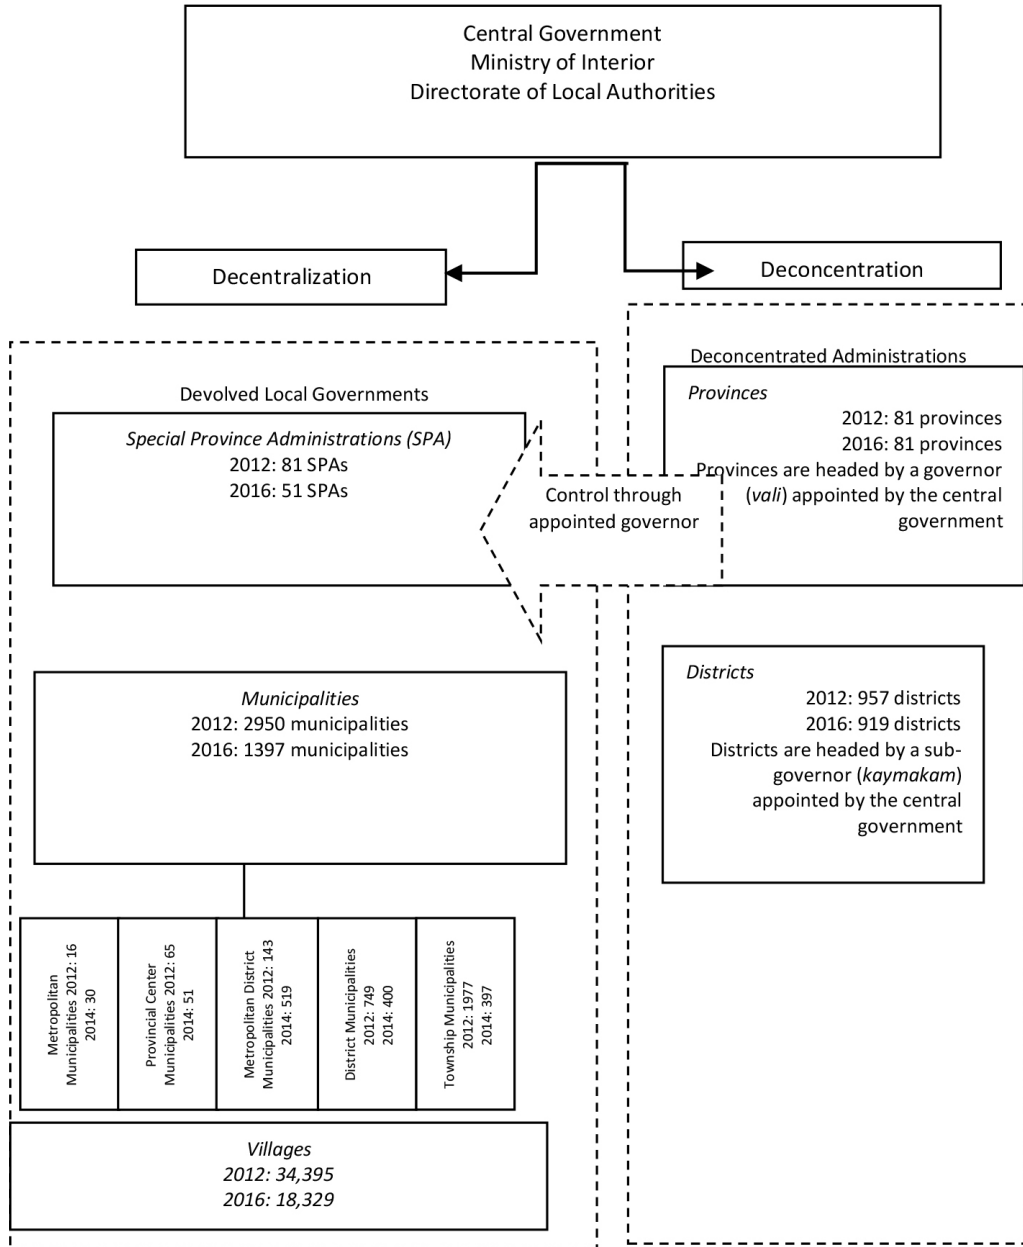 Central Government
Ministry of Interior
Directorate of Local Authorities
Decentralization
Deconcentration
Devolved Local Governments
Special Province Administrations (SPA)
2012: 81 SPAs
2016: 51 SPAs
Control through
appointed governor
Deconcentrated Administrations
Provinces
2012: 81 provinces
2016: 81 provinces
Provinces are headed by a governor
(vali) appointed by the central
government
Municipalities
2012: 2950 municipalities
2016: 1397 municipalities
Districts
2012: 957 districts
2016: 919 districts
Districts are headed by a sub-
governor (kaymakam)
appointed by the central
government
Metropolitan
Municipalities 2012: 16
2014: 30
Provincial Center
Municipalities 2012: 65
2014: 51
Metropolitan District
Municipalities 2012: 143
2014: 519
District Municipalities
2012: 749
2014: 400
Township Municipalities
2012: 1977
2014: 397
Villages
2012: 34,395
2016: 18,329